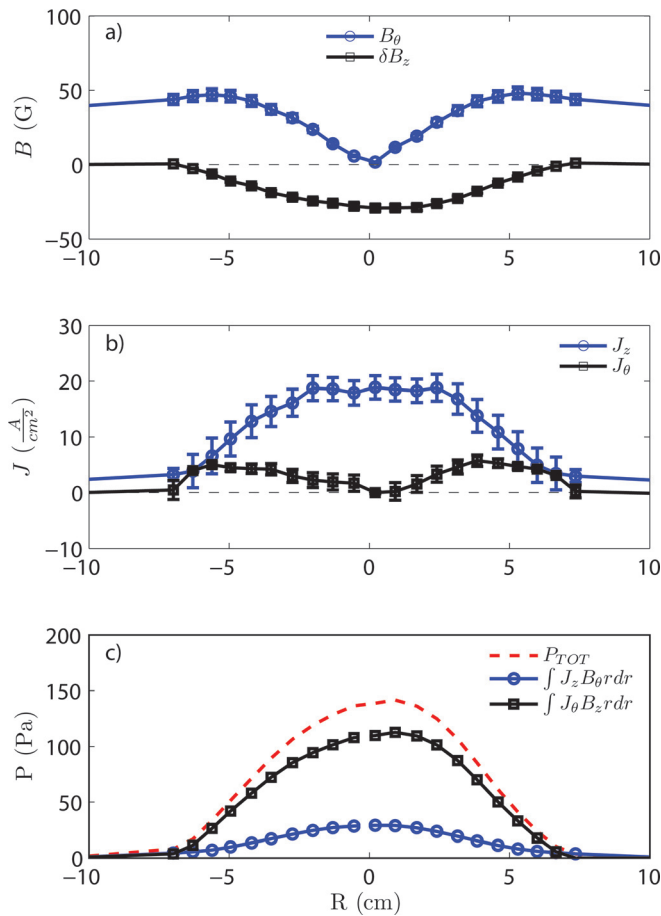 a)
B_θ
δB_z
100
50
0
−50
B (G)
−10 −5 0 5 10
b)
J_z
J_θ
30
20
10
0
−10
J (A/cm²)
−10 −5 0 5 10
c)
P_TOT
∫ J_z B_θ rdr
∫ J_θ B_z rdr
200
150
100
50
0
P (Pa)
−10 −5 0 5 10
R (cm)